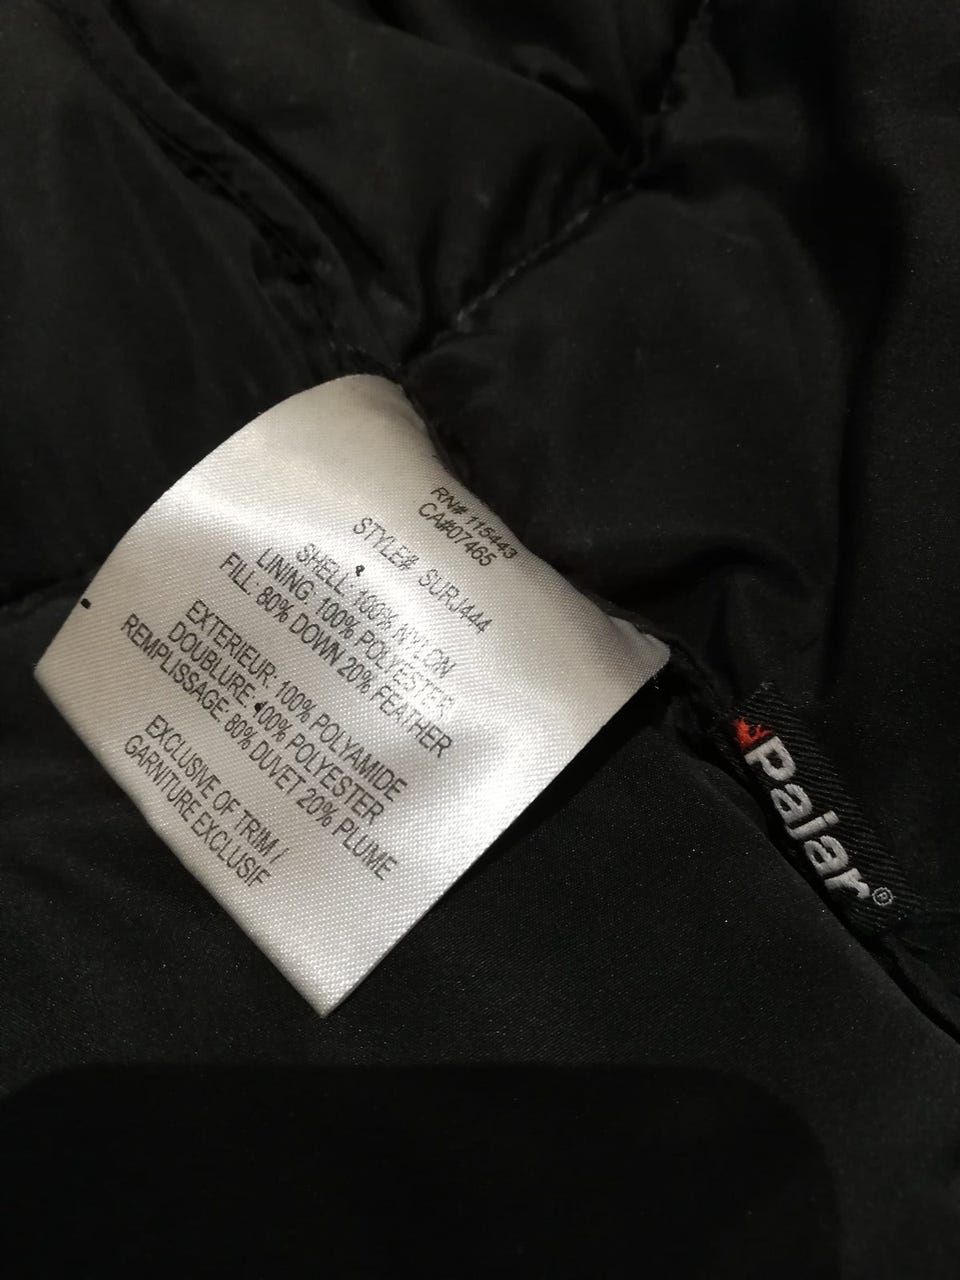 RN# 115443
CA#07465
STYLE# SURJ444
SHELL: 100% NYLON
LINING: 100% POLYESTER
FILL: 80% DOWN 20% FEATHER
EXTERIEUR: 100% POLYAMIDE
DOUBLURE: 100% POLYESTER
REMPLISSAGE: 80% DUVET 20% PLUME
EXCLUSIVE OF TRIM /
GARNITURE EXCLUSIF
Pajar®